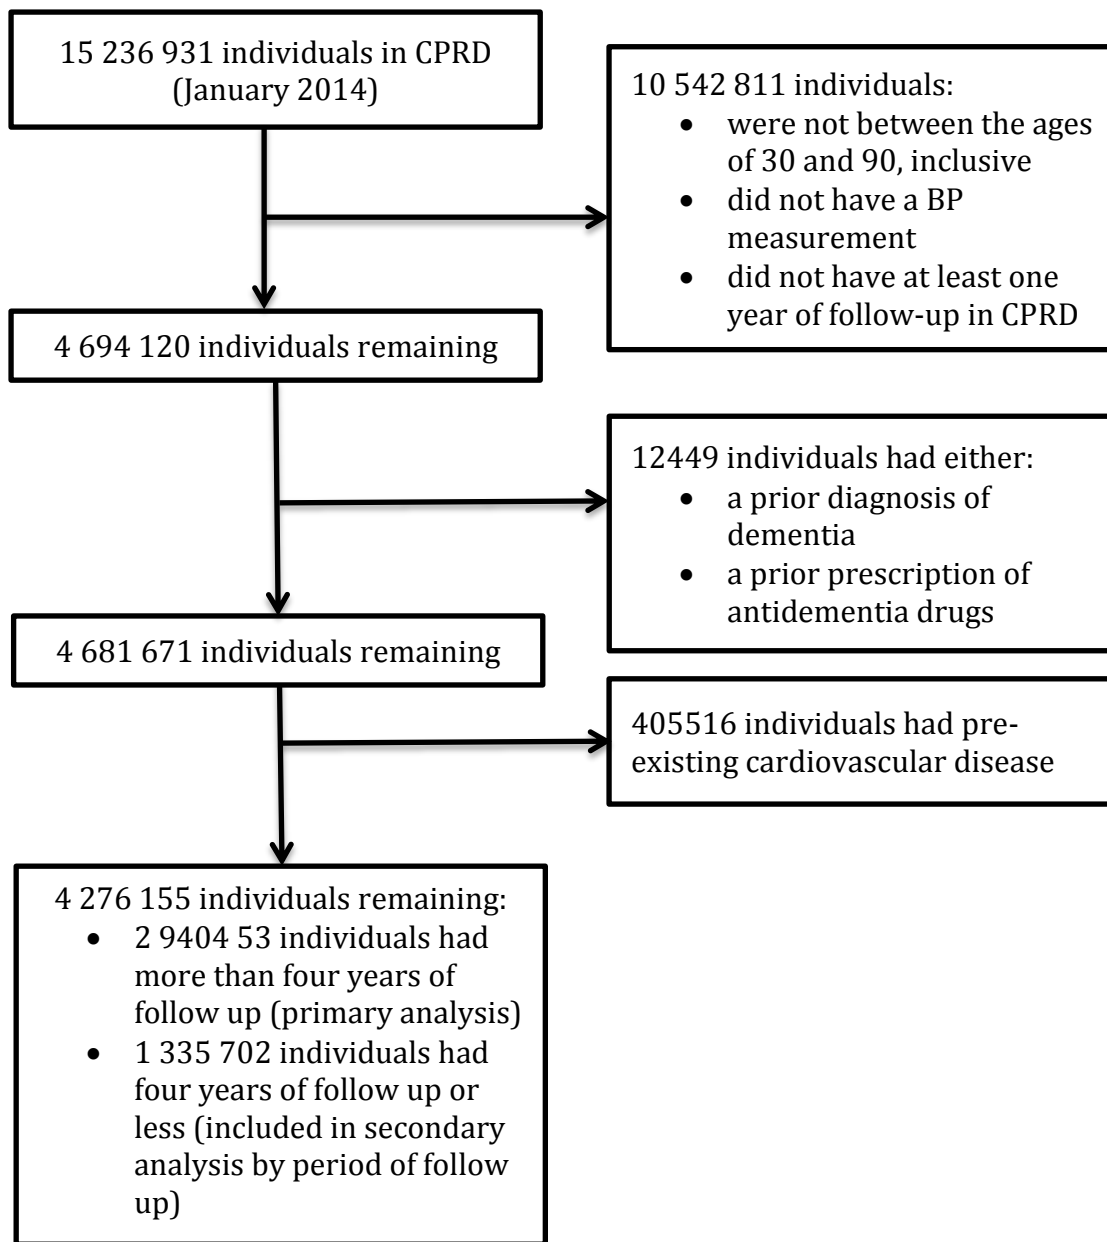 15 236 931 individuals in CPRD
(January 2014)
10 542 811 individuals:
• were not between the ages
of 30 and 90, inclusive
• did not have a BP
measurement
• did not have at least one
year of follow-up in CPRD
4 694 120 individuals remaining
12449 individuals had either:
• a prior diagnosis of
dementia
• a prior prescription of
antidementia drugs
4 681 671 individuals remaining
405516 individuals had pre-
existing cardiovascular disease
4 276 155 individuals remaining:
• 2 9404 53 individuals had
more than four years of
follow up (primary analysis)
• 1 335 702 individuals had
four years of follow up or
less (included in secondary
analysis by period of follow
up)